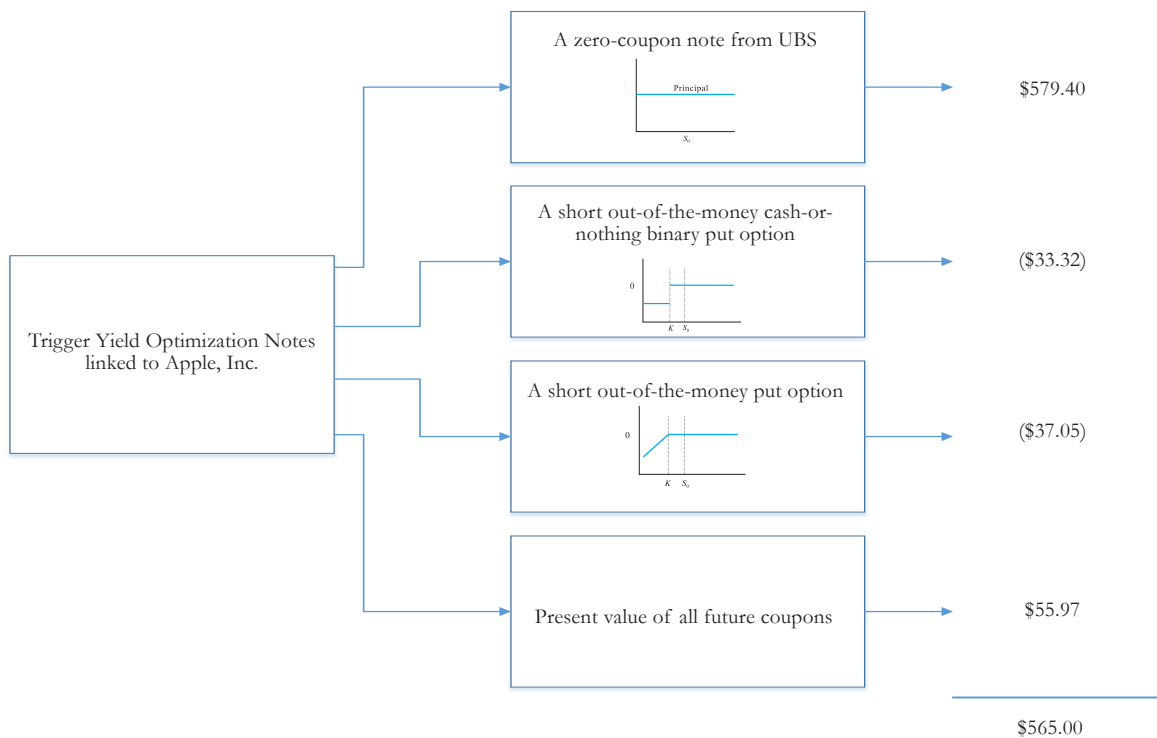 A zero-coupon note from UBS
Principal
S0
$579.40
A short out-of-the-money cash-or-
nothing binary put option
0
K
S0
($33.32)
Trigger Yield Optimization Notes
linked to Apple, Inc.
A short out-of-the-money put option
0
K
S0
($37.05)
Present value of all future coupons
$55.97
$565.00